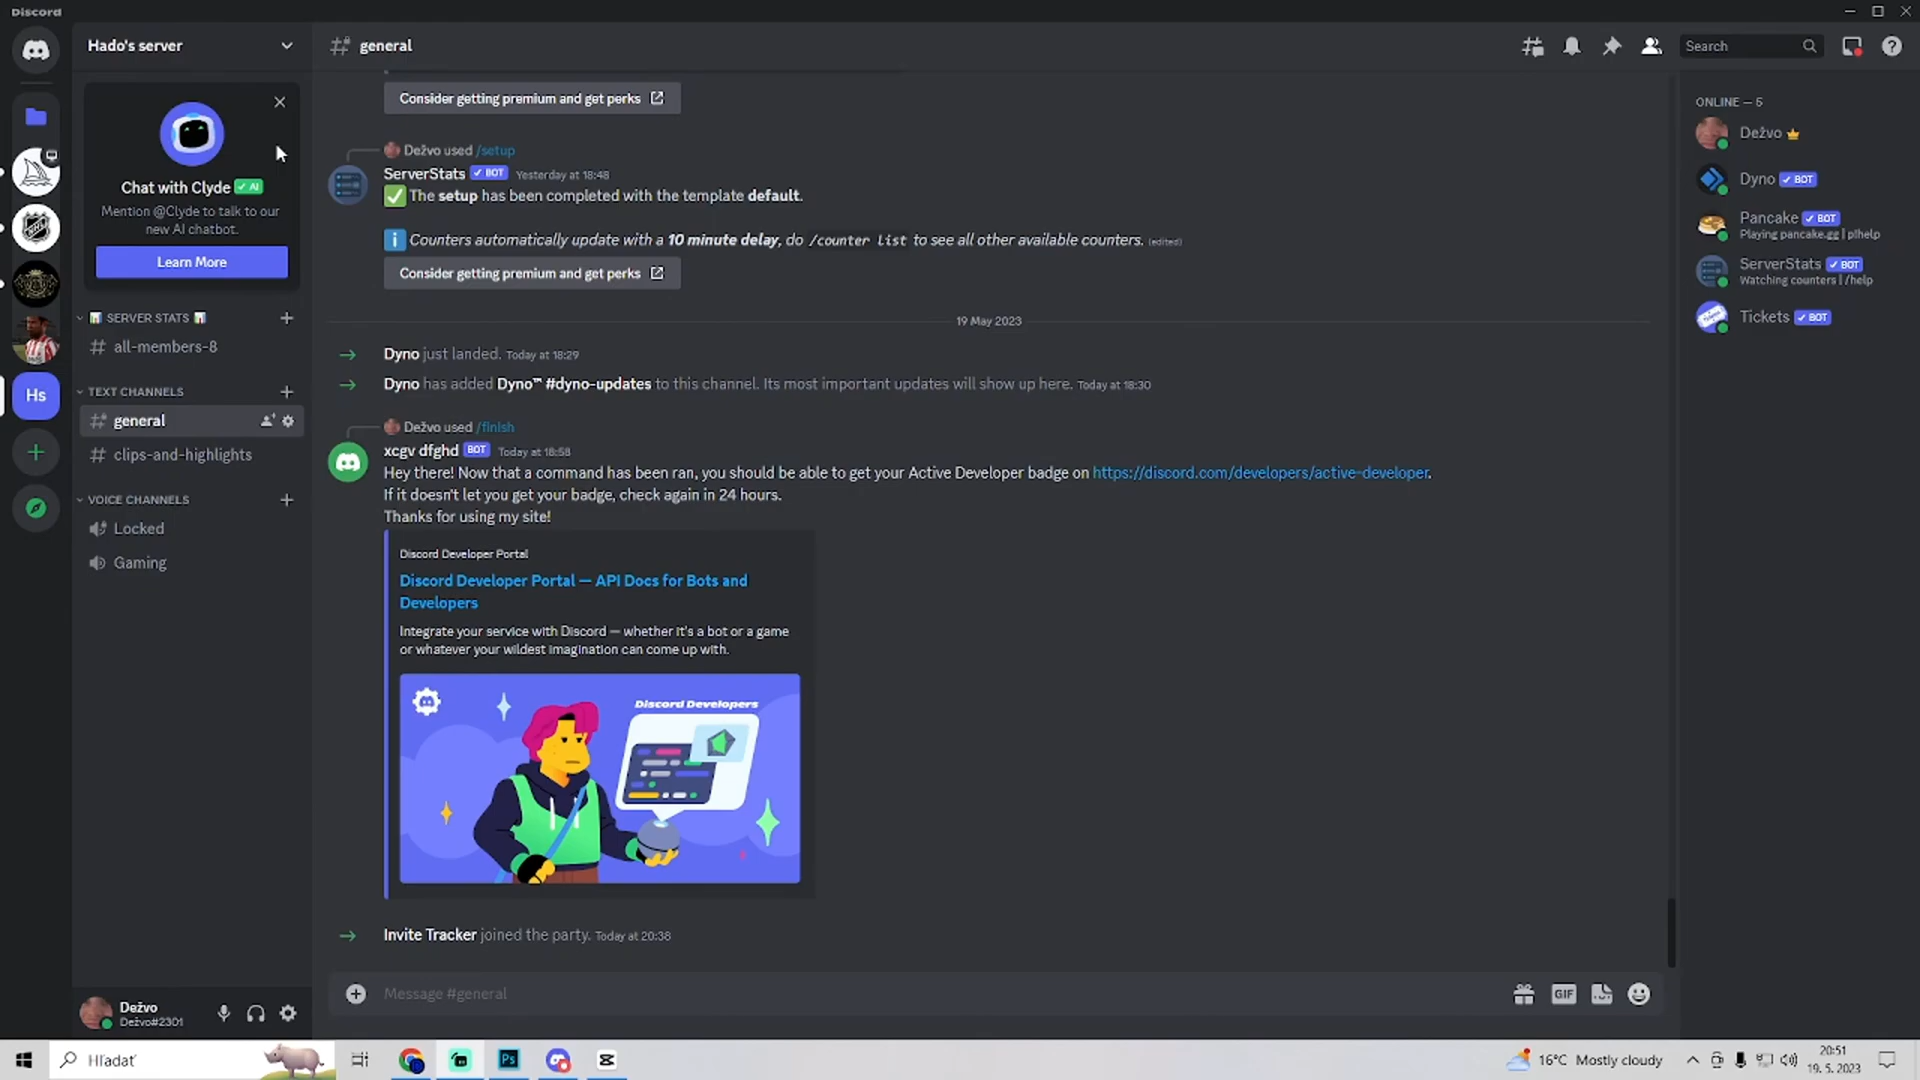 Discord
Hado's server
general
Search
Chat with Clyde AI
Mention @Clyde to talk to our
new AI chatbot.
Learn More
SERVER STATS
all-members-8
TEXT CHANNELS
general
clips-and-highlights
VOICE CHANNELS
Locked
Gaming
Hs
Dežvo
Dežvo#2301
Consider getting premium and get perks
Dežvo used /setup
ServerStats BOT Yesterday at 18:48
The setup has been completed with the template default.
Counters automatically update with a 10 minute delay, do /counter list to see all other available counters. (edited)
Consider getting premium and get perks
19 May 2023
Dyno just landed. Today at 18:29
Dyno has added Dyno™ #dyno-updates to this channel. Its most important updates will show up here. Today at 18:30
Dežvo used /finish
xcgv dfghd BOT Today at 18:58
Hey there! Now that a command has been ran, you should be able to get your Active Developer badge on https://discord.com/developers/active-developer.
If it doesn't let you get your badge, check again in 24 hours.
Thanks for using my site!
Discord Developer Portal
Discord Developer Portal — API Docs for Bots and
Developers
Integrate your service with Discord — whether it's a bot or a game
or whatever your wildest imagination can come up with.
Discord Developers
Invite Tracker joined the party. Today at 20:38
Message #general
GIF
ONLINE — 5
Dežvo
Dyno BOT
Pancake BOT
Playing pancake.gg | p!help
ServerStats BOT
Watching counters | /help
Tickets BOT
Hľadať
Ps
16°C Mostly cloudy
20:51
19. 5. 2023